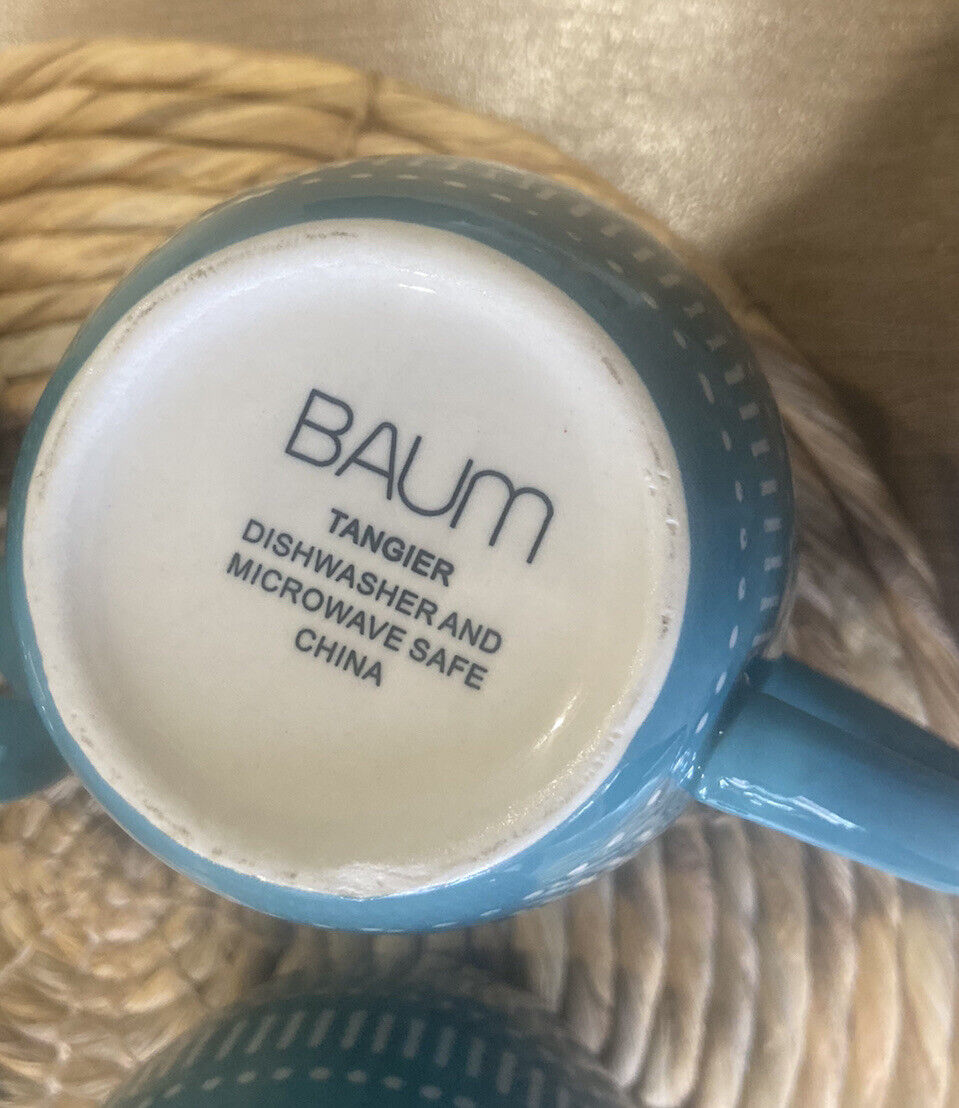 BAUM
TANGIER
DISHWASHER AND
MICROWAVE SAFE
CHINA